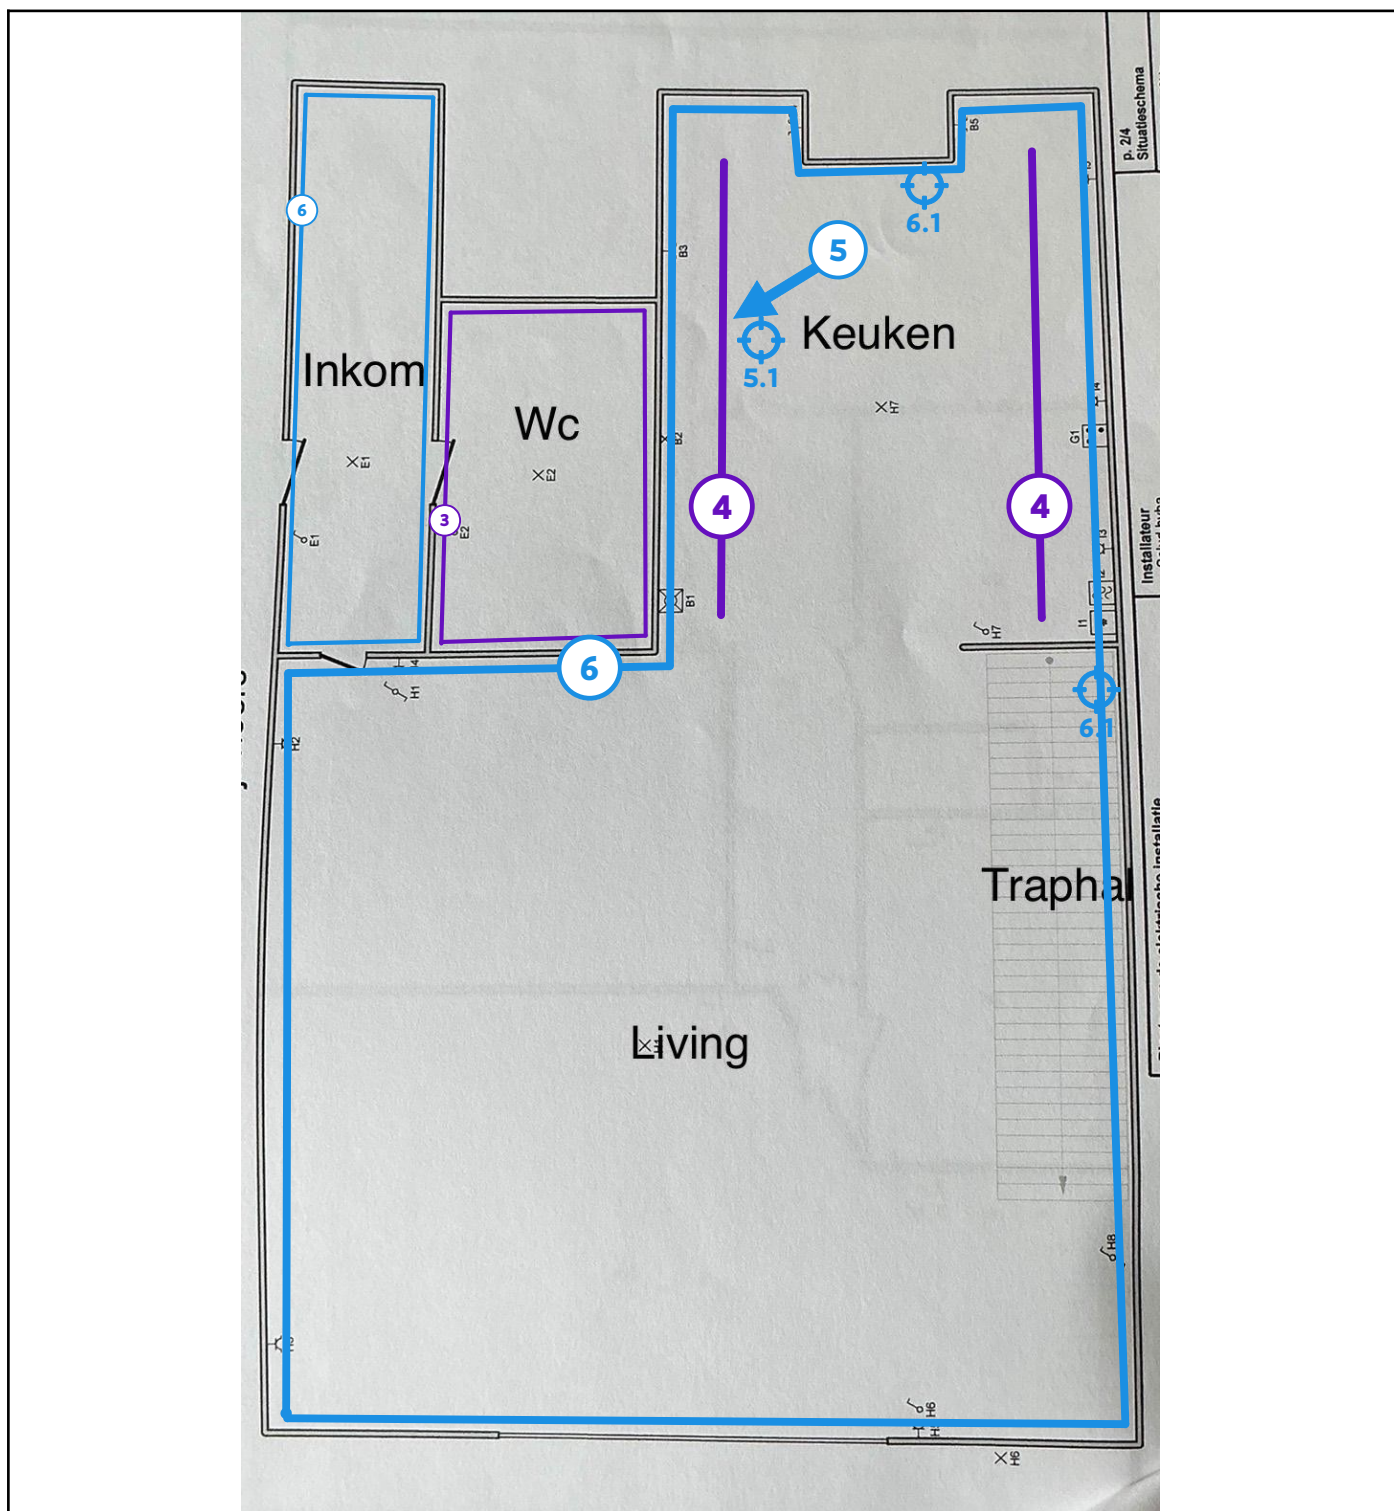 p. 2/4
Situatieschema
B5
6
6.1
B3
5
Keuken
5.1
Inkom
H7
I4
Wc
B2
G1
E1
E2
4
4
3
E2
E1
I3
Installateur
B1
I1
H7
6
H1
6.1
H2
Traphal
Living
H8
H6
H6